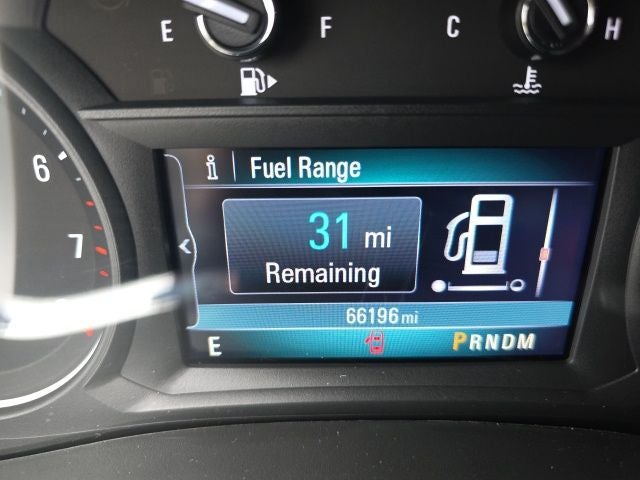 E F C H
6
7
i Fuel Range
31 mi
Remaining
66196 mi
E PRNDM